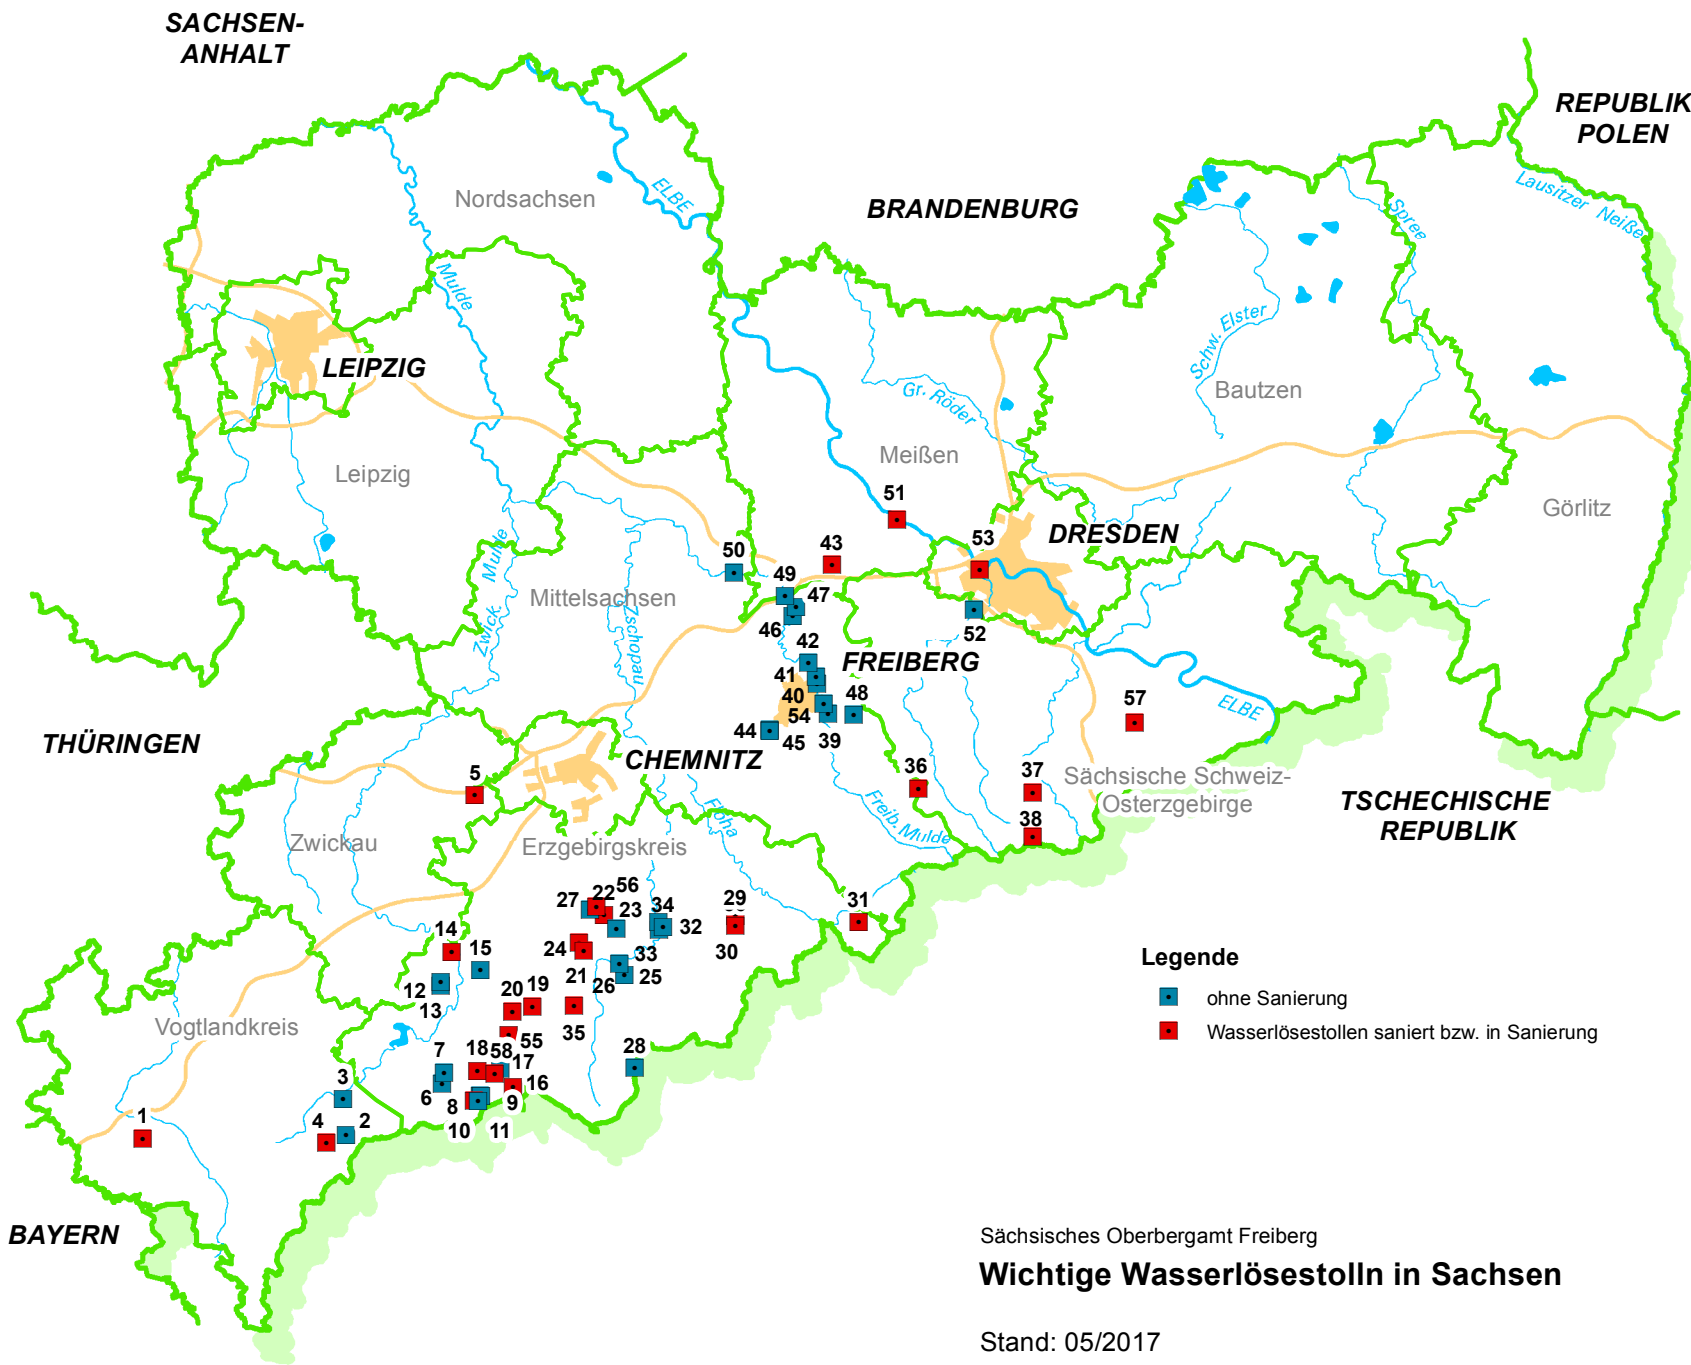 SACHSEN-
ANHALT
REPUBLIK
POLEN
Nordsachsen
ELBE
BRANDENBURG
Lausitzer Neiße
Spree
Mulde
Schw. Elster
LEIPZIG
Gr. Röder
Bautzen
Meißen
Leipzig
Görlitz
51
DRESDEN
53
43
50
49
47
Mittelsachsen
Zwick. Mulde
Zschopau
46
52
42
FREIBERG
41
40
48
54
57
ELBE
44
45
39
THÜRINGEN
CHEMNITZ
5
36
37
Sächsische Schweiz-
Osterzgebirge
TSCHECHISCHE
REPUBLIK
Flöha
Freib. Mulde
38
Zwickau
Erzgebirgskreis
56
27
22
23
34
32
29
31
14
15
24
33
30
12
13
21
26
25
20
19
35
Vogtlandkreis
55
7
18
58
17
28
3
6
8
9
16
1
4
2
10
11
Legende
ohne Sanierung
Wasserlösestollen saniert bzw. in Sanierung
BAYERN
Sächsisches Oberbergamt Freiberg
Wichtige Wasserlösestolln in Sachsen
Stand: 05/2017